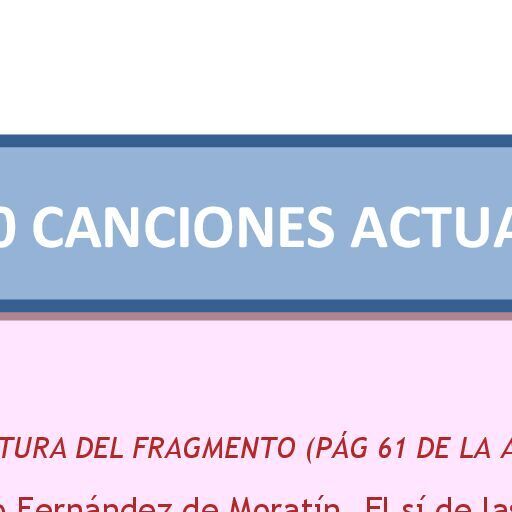 0 CANCIONES ACTUA
TURA DEL FRAGMENTO (PÁG 61 DE LA A
o Fernández de Moratín. El sí de las